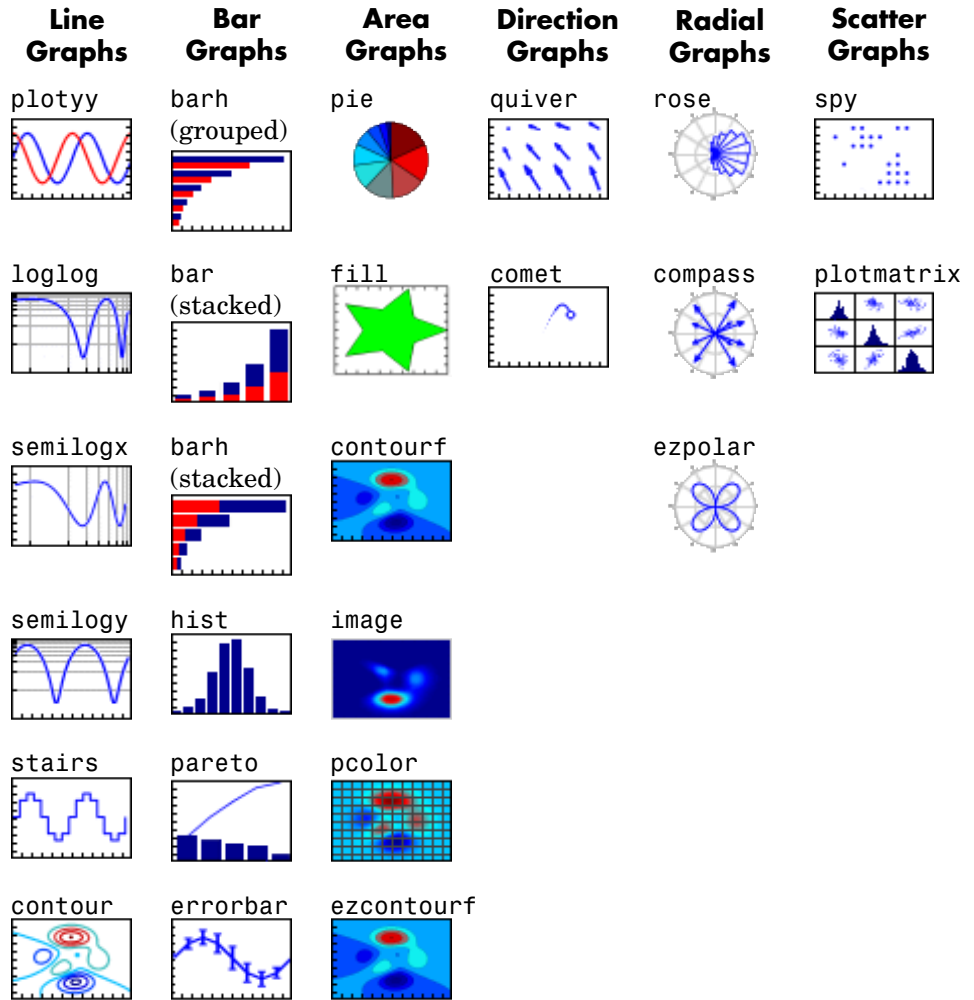 Line Graphs
Bar Graphs
Area Graphs
Direction Graphs
Radial Graphs
Scatter Graphs
plotyy
barh (grouped)
pie
quiver
rose
spy
loglog
bar (stacked)
fill
comet
compass
plotmatrix
semilogx
barh (stacked)
contourf
ezpolar
semilogy
hist
image
stairs
pareto
pcolor
contour
errorbar
ezcontourf